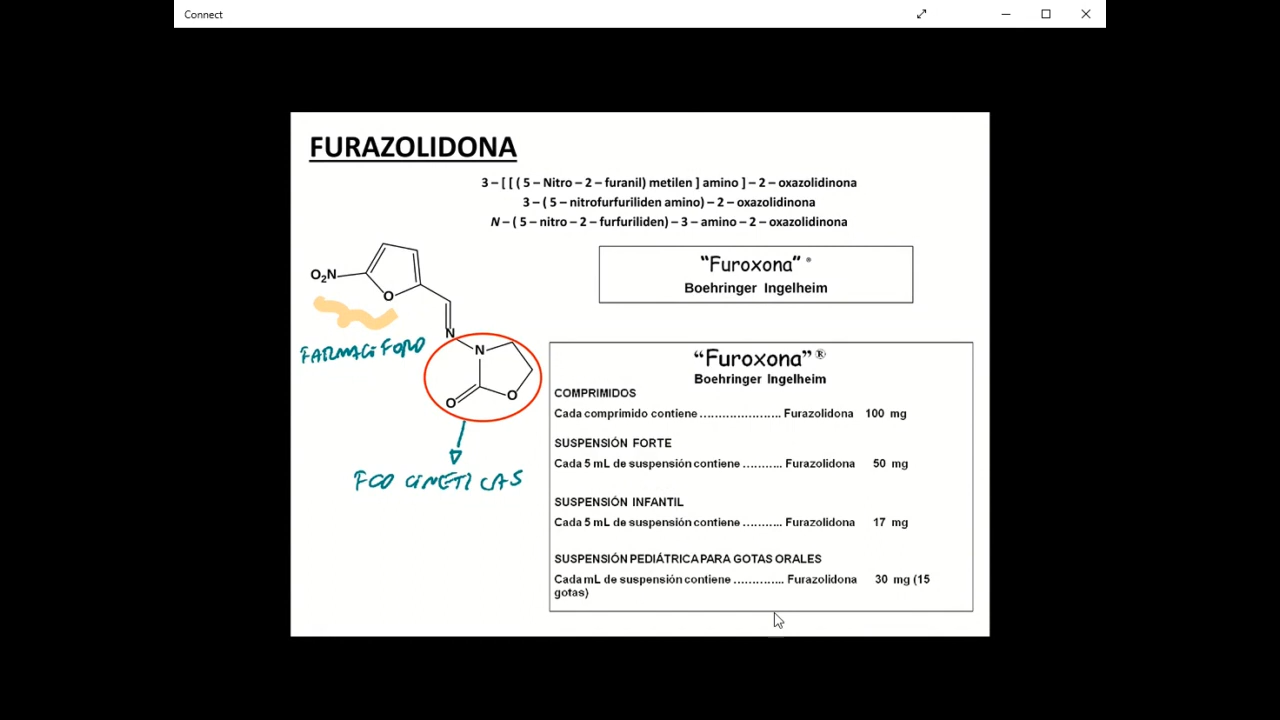 Connect
FURAZOLIDONA
3 – [ [ ( 5 – Nitro – 2 – furanil) metilen ] amino ] – 2 – oxazolidinona
3 – ( 5 – nitrofurfuriliden amino) – 2 – oxazolidinona
N – ( 5 – nitro – 2 – furfuriliden) – 3 – amino – 2 – oxazolidinona
“Furoxona” ®
Boehringer Ingelheim
O₂N
O
N
N
O
O
FARMACiFORO
FCO CiNETiCAS
“Furoxona”®
Boehringer Ingelheim
COMPRIMIDOS
Cada comprimido contiene ………………… Furazolidona 100 mg
SUSPENSIÓN FORTE
Cada 5 mL de suspensión contiene ……….. Furazolidona 50 mg
SUSPENSIÓN INFANTIL
Cada 5 mL de suspensión contiene ……….. Furazolidona 17 mg
SUSPENSIÓN PEDIÁTRICA PARA GOTAS ORALES
Cada mL de suspensión contiene …………. Furazolidona 30 mg (15
gotas)